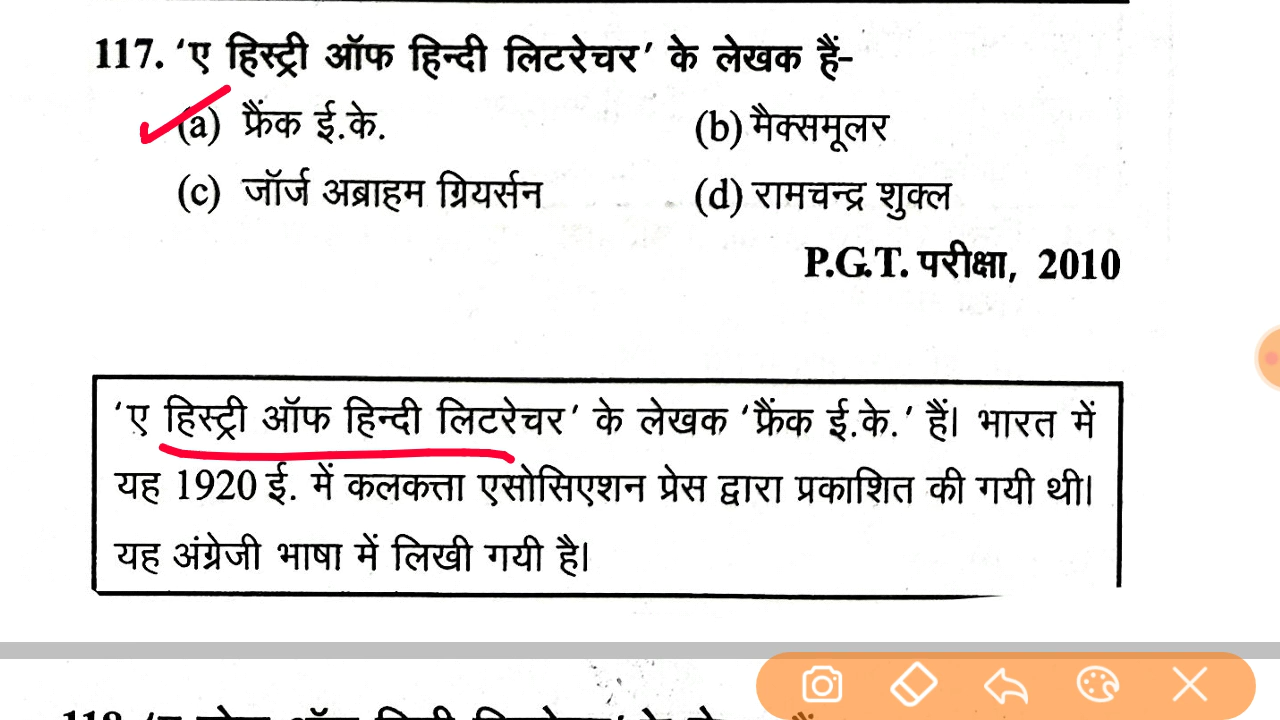 117. ‘ए हिस्ट्री ऑफ हिन्दी लिटरेचर’ के लेखक हैं-
(a) फ्रैंक ई.के. (b) मैक्समूलर
(c) जॉर्ज अब्राहम ग्रियर्सन (d) रामचन्द्र शुक्ल
P.G.T. परीक्षा, 2010
‘ए हिस्ट्री ऑफ हिन्दी लिटरेचर’ के लेखक ‘फ्रैंक ई.के.’ हैं। भारत में
यह 1920 ई. में कलकत्ता एसोसिएशन प्रेस द्वारा प्रकाशित की गयी थी।
यह अंग्रेजी भाषा में लिखी गयी है।